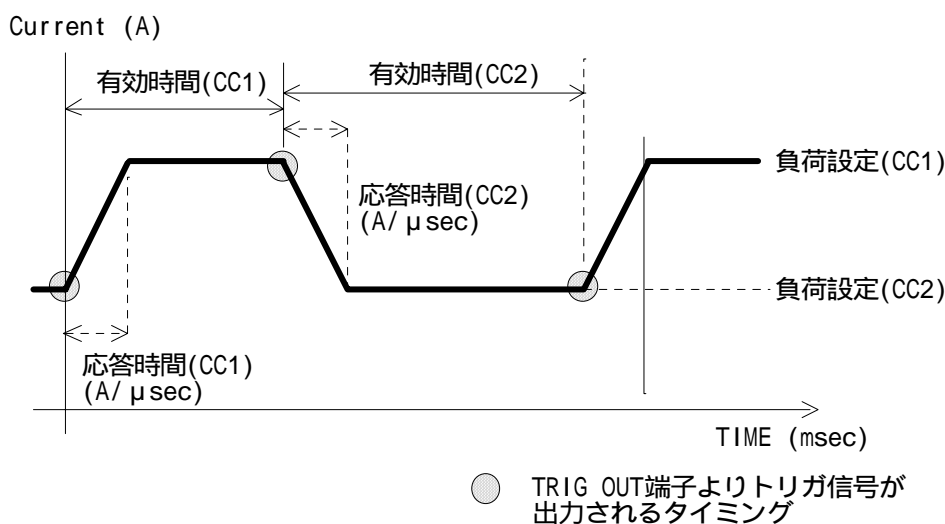 Current (A)
有効時間(CC1)
有効時間(CC2)
負荷設定(CC1)
応答時間(CC2)
(A/μsec)
負荷設定(CC2)
応答時間(CC1)
(A/μsec)
TIME (msec)
TRIG OUT端子よりトリガ信号が
出力されるタイミング